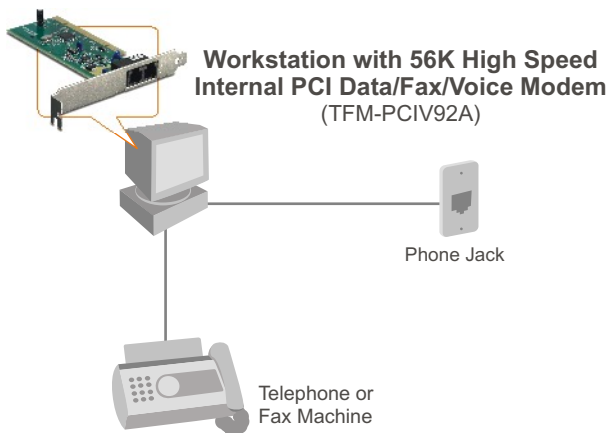 Workstation with 56K High Speed
Internal PCI Data/Fax/Voice Modem
(TFM-PCIV92A)
Phone Jack
Telephone or
Fax Machine